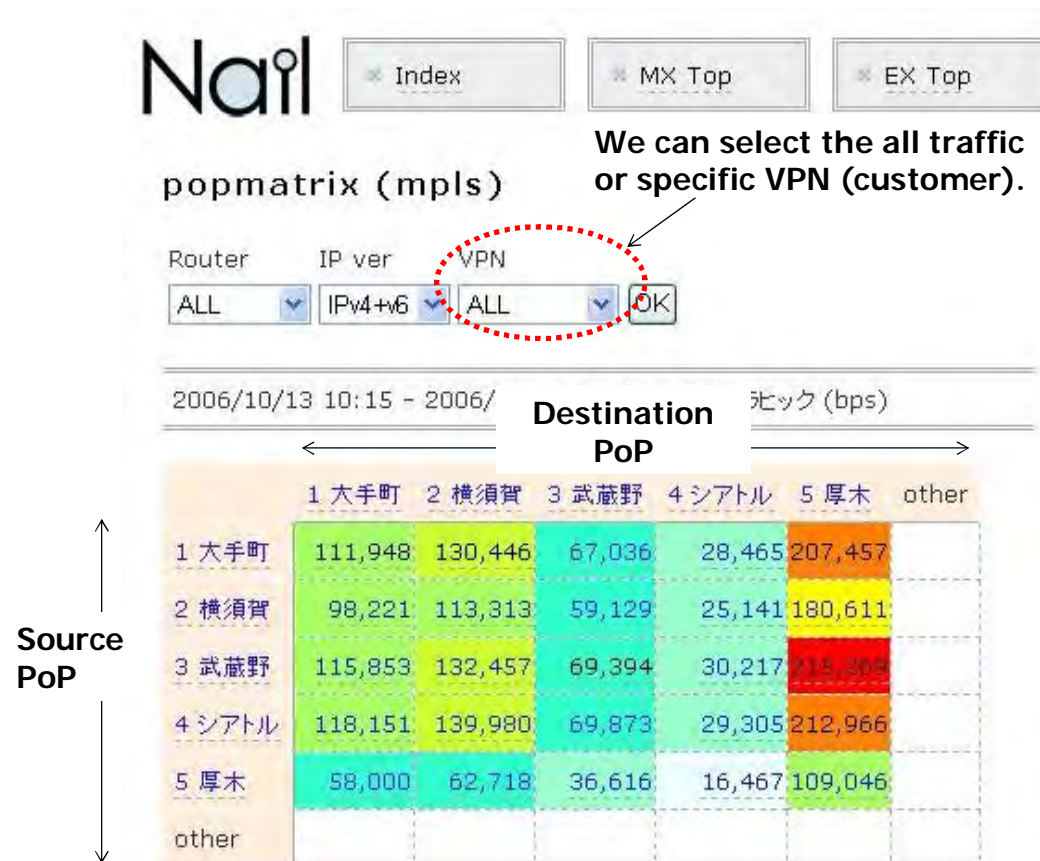 Nail
Index
MX Top
EX Top
We can select the all traffic
or specific VPN (customer).
popmatrix (mpls)
Router IP ver VPN
ALL IPv4+v6 ALL OK
2006/10/13 10:15 - 2006/ ック (bps)
Destination
PoP
1 大手町 2 横須賀 3 武蔵野 4 シアトル 5 厚木 other
1 大手町 111,948 130,446 67,036 28,465 207,457
2 横須賀 98,221 113,313 59,129 25,141 180,611
Source
PoP
3 武蔵野 115,853 132,457 69,394 30,217
4 シアトル 118,151 139,980 69,873 29,305 212,966
5 厚木 58,000 62,718 36,616 16,467 109,046
other